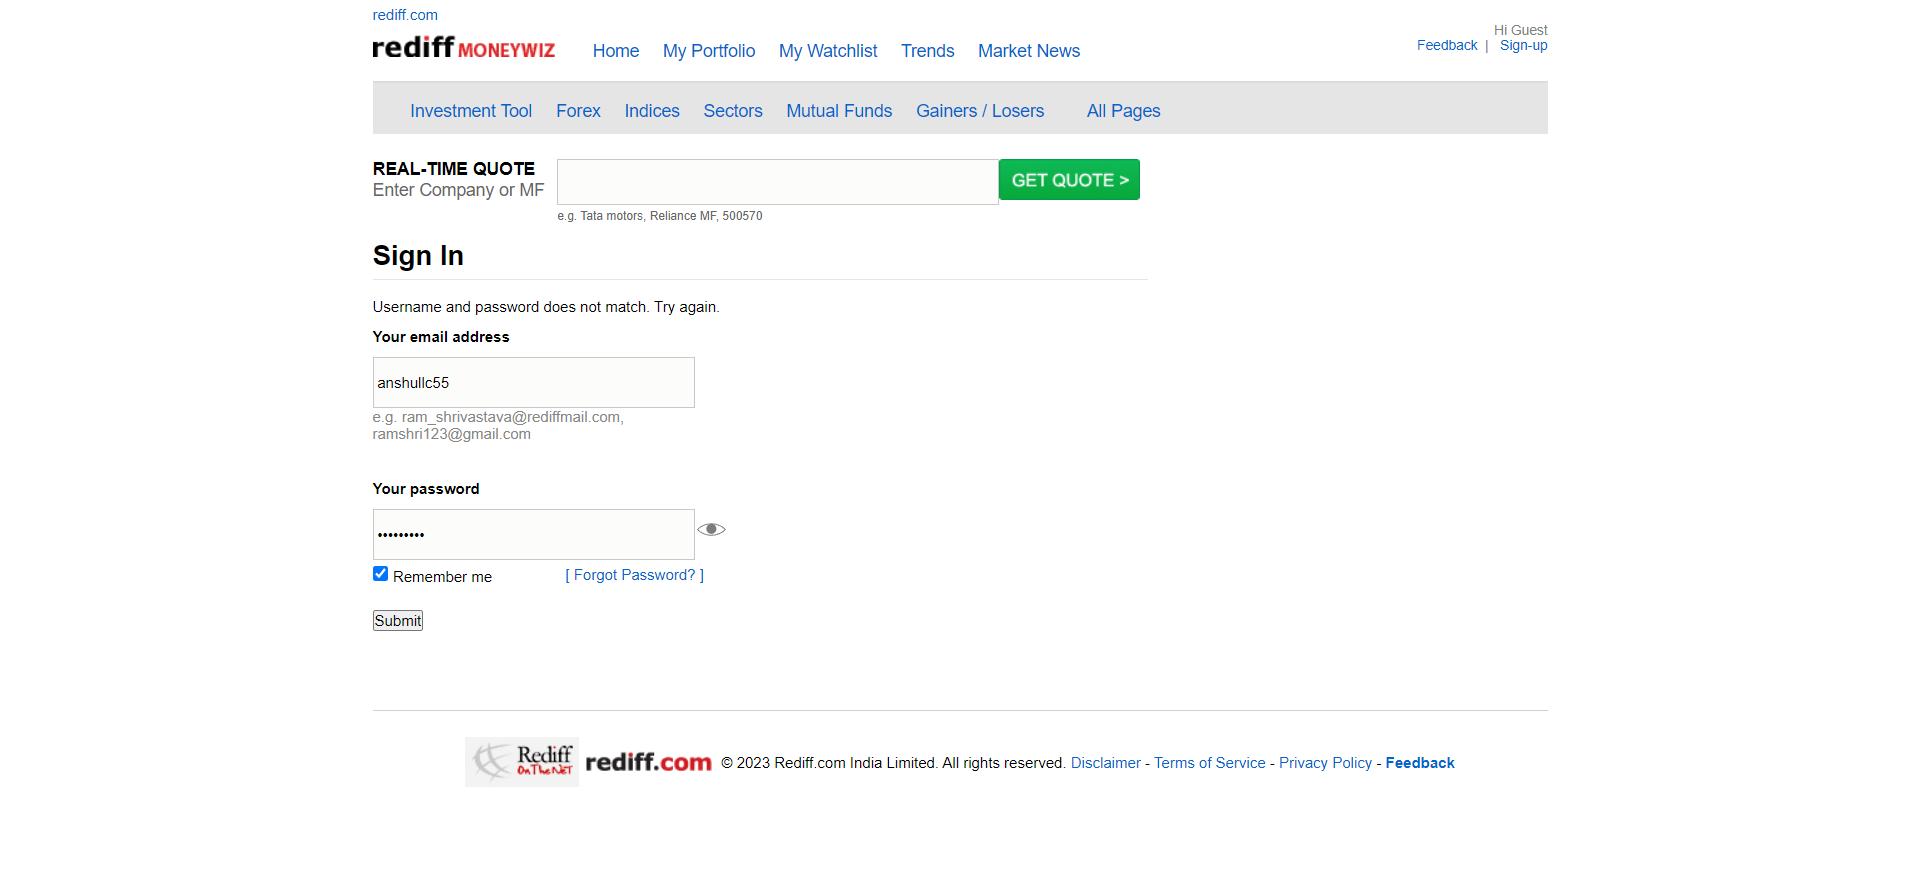 rediff.com
rediff MONEYWIZ Home My Portfolio My Watchlist Trends Market News
Hi Guest
Feedback | Sign-up
Investment Tool Forex Indices Sectors Mutual Funds Gainers / Losers All Pages
REAL-TIME QUOTE
Enter Company or MF
GET QUOTE >
e.g. Tata motors, Reliance MF, 500570
Sign In
Username and password does not match. Try again.
Your email address
anshullc55
e.g. ram_shrivastava@rediffmail.com,
ramshri123@gmail.com
Your password
•••••••••
Remember me [ Forgot Password? ]
Submit
Rediff
On The NeT
rediff.com © 2023 Rediff.com India Limited. All rights reserved. Disclaimer - Terms of Service - Privacy Policy - Feedback